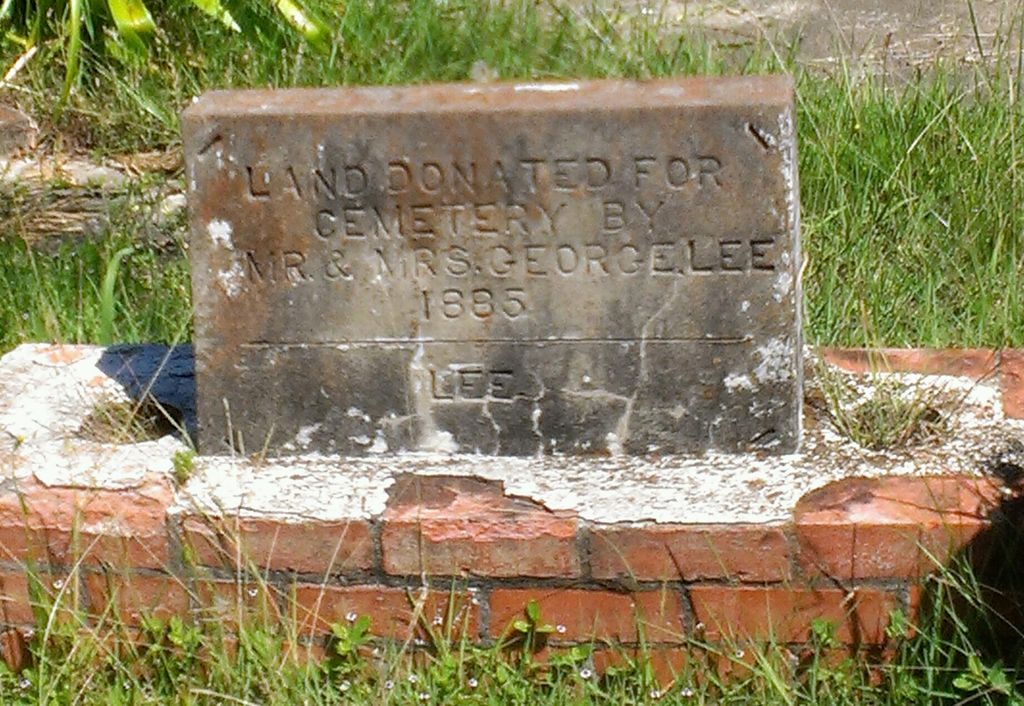 LAND DONATED FOR
CEMETERY BY
MR. & MRS. GEORGE LEE
1885
LEE